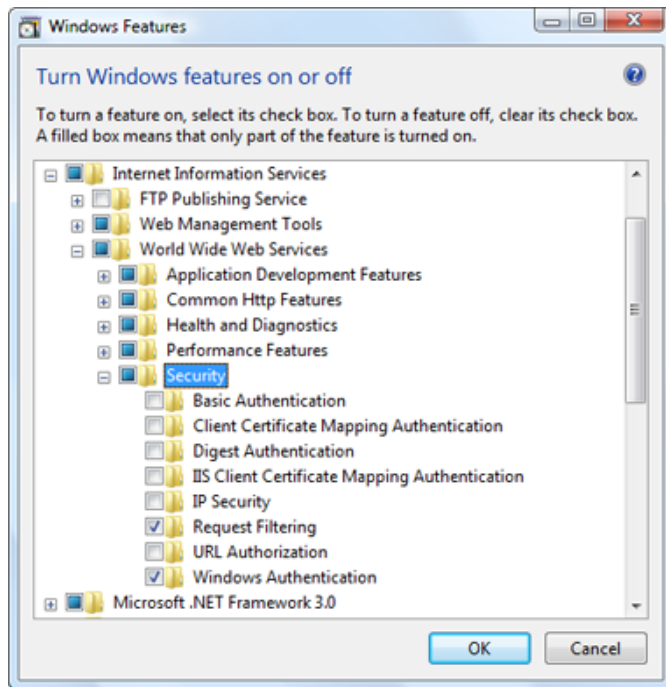 Windows Features
Turn Windows features on or off
To turn a feature on, select its check box. To turn a feature off, clear its check box.
A filled box means that only part of the feature is turned on.
Internet Information Services
FTP Publishing Service
Web Management Tools
World Wide Web Services
Application Development Features
Common Http Features
Health and Diagnostics
Performance Features
Security
Basic Authentication
Client Certificate Mapping Authentication
Digest Authentication
IIS Client Certificate Mapping Authentication
IP Security
Request Filtering
URL Authorization
Windows Authentication
Microsoft .NET Framework 3.0
OK Cancel